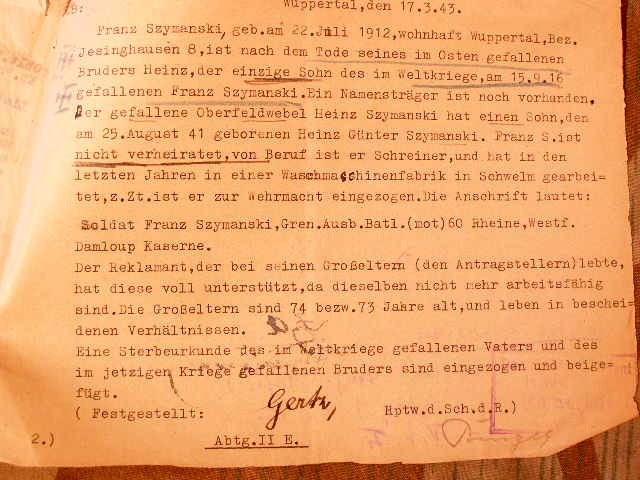 B: Wuppertal,den 17.3.43.
Franz Szymanski, geb.am 22.Juli 1912,wohnhaft Wuppertal,Bez.
Jesinghausen 8,ist nach dem Tode seines im Osten gefallenen
Bruders Heinz,der einzige Sohn des im Weltkriege,am 15.9.16
gefallenen Franz Szymanski.Ein Namensträger ist noch vorhanden.
Der gefallene Oberfeldwebel Heinz Szymanski hat einen Sohn,den
am 25.August 41 geborenen Heinz Günter Szymanski. Franz S.ist
nicht verheiratet,von Beruf ist er Schreiner,und hat in den
letzten Jahren in einer Waschmaschinenfabrik in Schwelm gearbei=
tet,z.Zt.ist er zur Wehrmacht eingezogen.Die Anschrift lautet:
Soldat Franz Szymanski,Gren.Ausb.Batl.(mot)60 Rheine,Westf.
Damloup Kaserne.
Der Reklamant,der bei seinen Großeltern (den Antragstellern)lebte,
hat diese voll unterstützt,da dieselben nicht mehr arbeitsfähig
sind.Die Großeltern sind 74 bezw.73 Jahre alt,und leben in beschei=
denen Verhältnissen.
Eine Sterbeurkunde des im Weltkriege gefallenen Vaters und des
im jetzigen Kriege gefallenen Bruders sind eingezogen und beige=
fügt.
( Festgestellt: Hptw.d.Sch.d.R.)
2.) Abtg.II E.